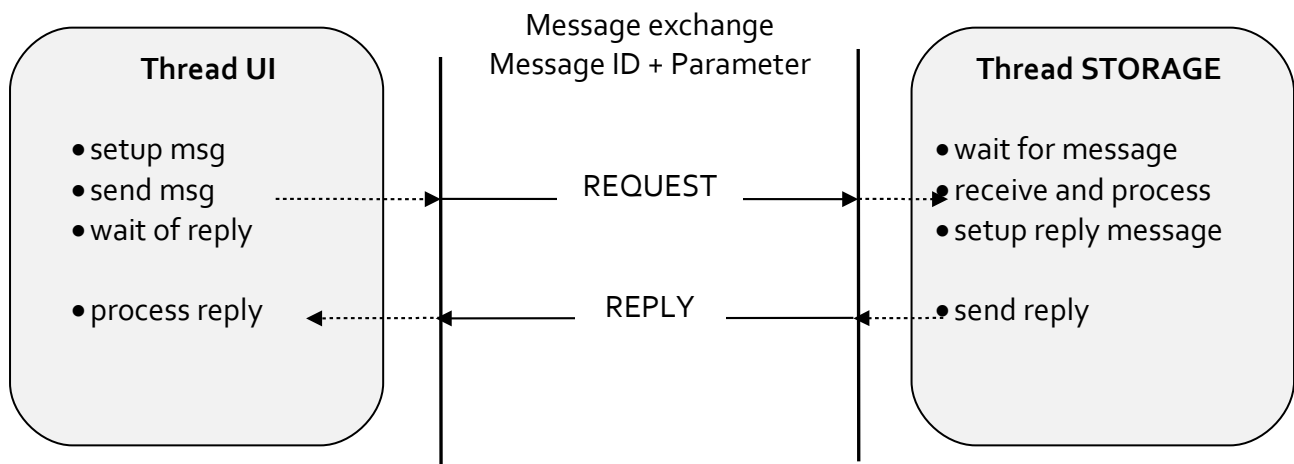 Message exchange
Message ID + Parameter
Thread UI
• setup msg
• send msg
• wait of reply
• process reply
REQUEST
REPLY
Thread STORAGE
• wait for message
• receive and process
• setup reply message
• send reply